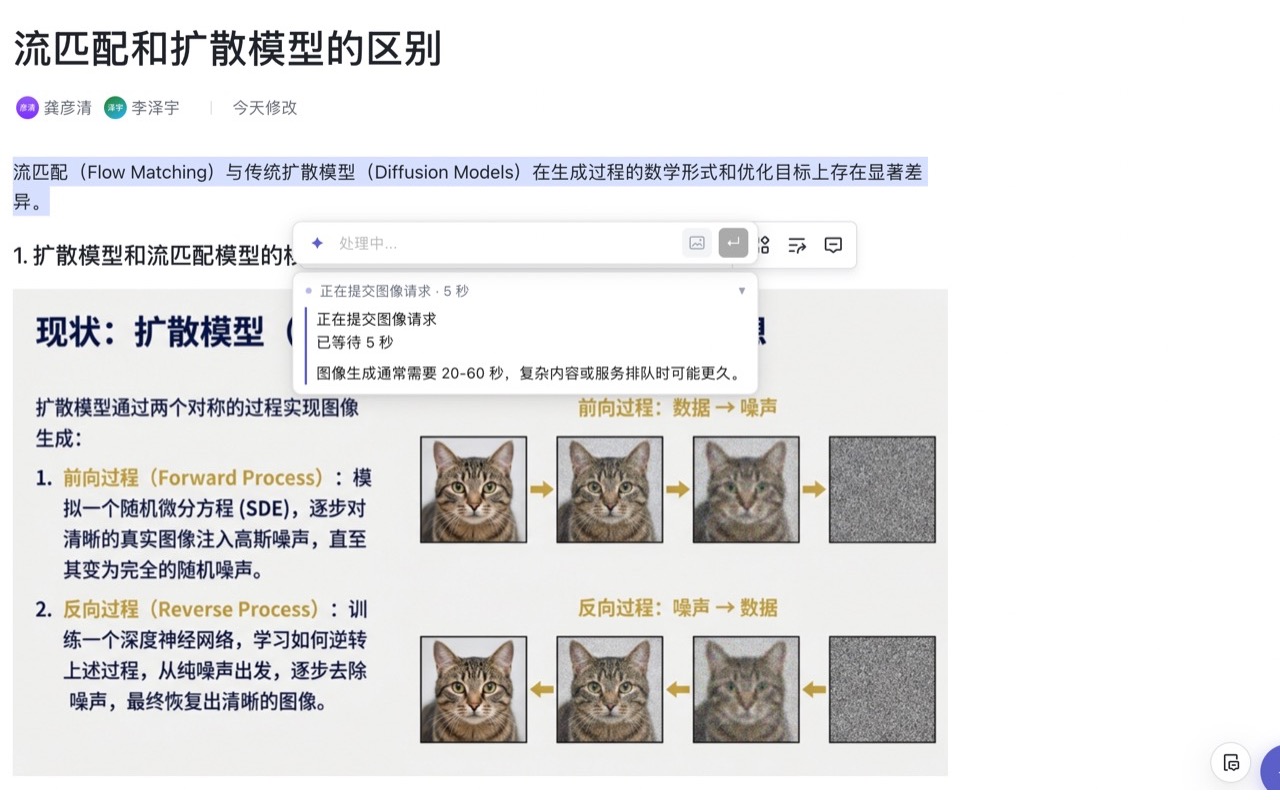 流匹配和扩散模型的区别
彦清 龚彦清 泽宇 李泽宇 今天修改
流匹配（Flow Matching）与传统扩散模型（Diffusion Models）在生成过程的数学形式和优化目标上存在显著差
异。
处理中...
1. 扩散模型和流匹配模型的
正在提交图像请求 · 5 秒
正在提交图像请求
已等待 5 秒
图像生成通常需要 20-60 秒，复杂内容或服务排队时可能更久。
现状：扩散模型（
扩散模型通过两个对称的过程实现图像
生成：
1. 前向过程（Forward Process）：模
拟一个随机微分方程 (SDE)，逐步对
清晰的真实图像注入高斯噪声，直至
其变为完全的随机噪声。
2. 反向过程（Reverse Process）：训
练一个深度神经网络，学习如何逆转
上述过程，从纯噪声出发，逐步去除
噪声，最终恢复出清晰的图像。
前向过程：数据 → 噪声
反向过程：噪声 → 数据